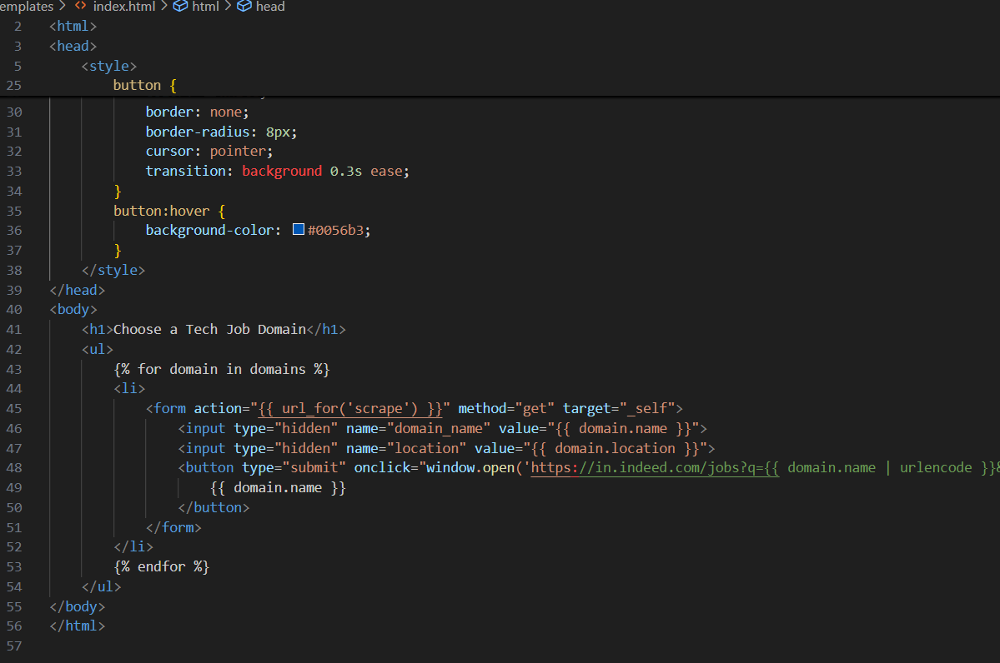 emplates > <> index.html > html > head
2 <html>
3 <head>
5 <style>
25 button {
30 border: none;
31 border-radius: 8px;
32 cursor: pointer;
33 transition: background 0.3s ease;
34 }
35 button:hover {
36 background-color: #0056b3;
37 }
38 </style>
39 </head>
40 <body>
41 <h1>Choose a Tech Job Domain</h1>
42 <ul>
43 {% for domain in domains %}
44 <li>
45 <form action="{{ url_for('scrape') }}" method="get" target="_self">
46 <input type="hidden" name="domain_name" value="{{ domain.name }}">
47 <input type="hidden" name="location" value="{{ domain.location }}">
48 <button type="submit" onclick="window.open('https://in.indeed.com/jobs?q={{ domain.name | urlencode }}&
49 {{ domain.name }}
50 </button>
51 </form>
52 </li>
53 {% endfor %}
54 </ul>
55 </body>
56 </html>
57